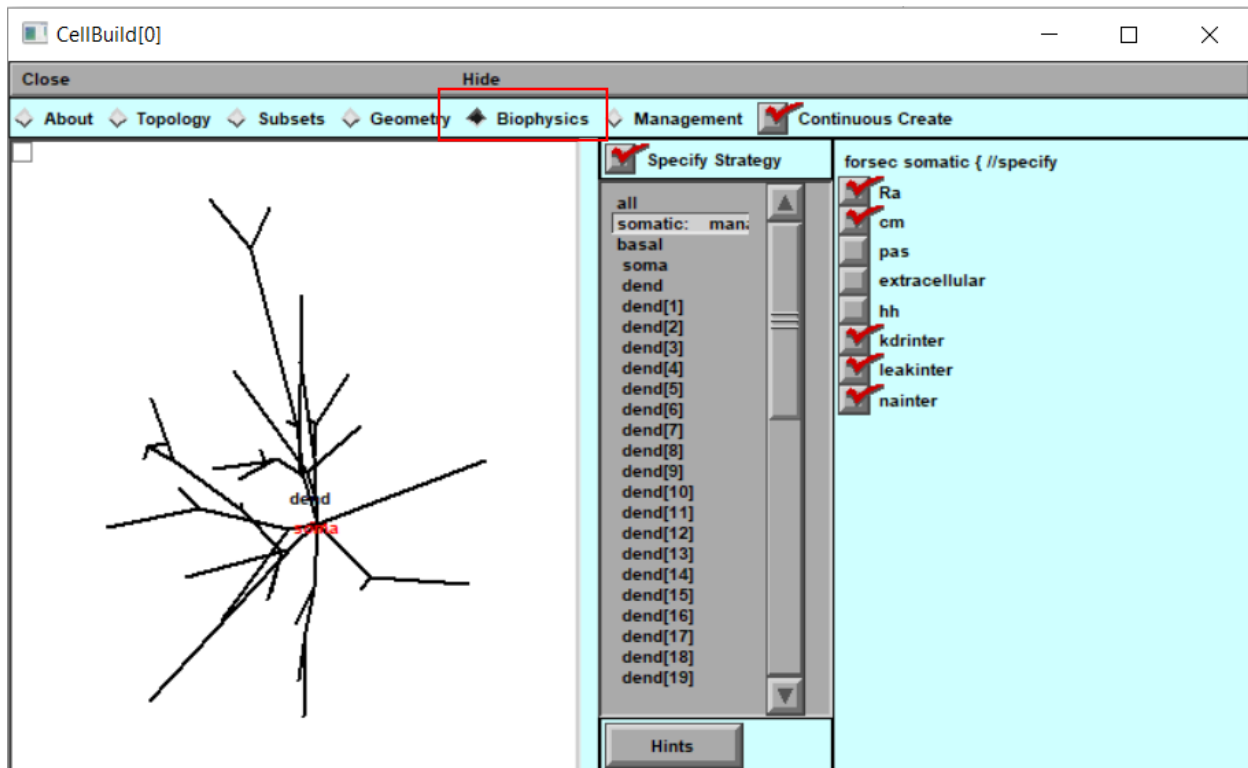 CellBuild[0]
Close Hide
About Topology Subsets Geometry Biophysics Management Continuous Create
Specify Strategy
all
somatic: mana
basal
soma
dend
dend[1]
dend[2]
dend[3]
dend[4]
dend[5]
dend[6]
dend[7]
dend[8]
dend[9]
dend[10]
dend[11]
dend[12]
dend[13]
dend[14]
dend[15]
dend[16]
dend[17]
dend[18]
dend[19]
Hints
forsec somatic { //specify
Ra
cm
pas
extracellular
hh
kdrinter
leakinter
nainter
dend
soma